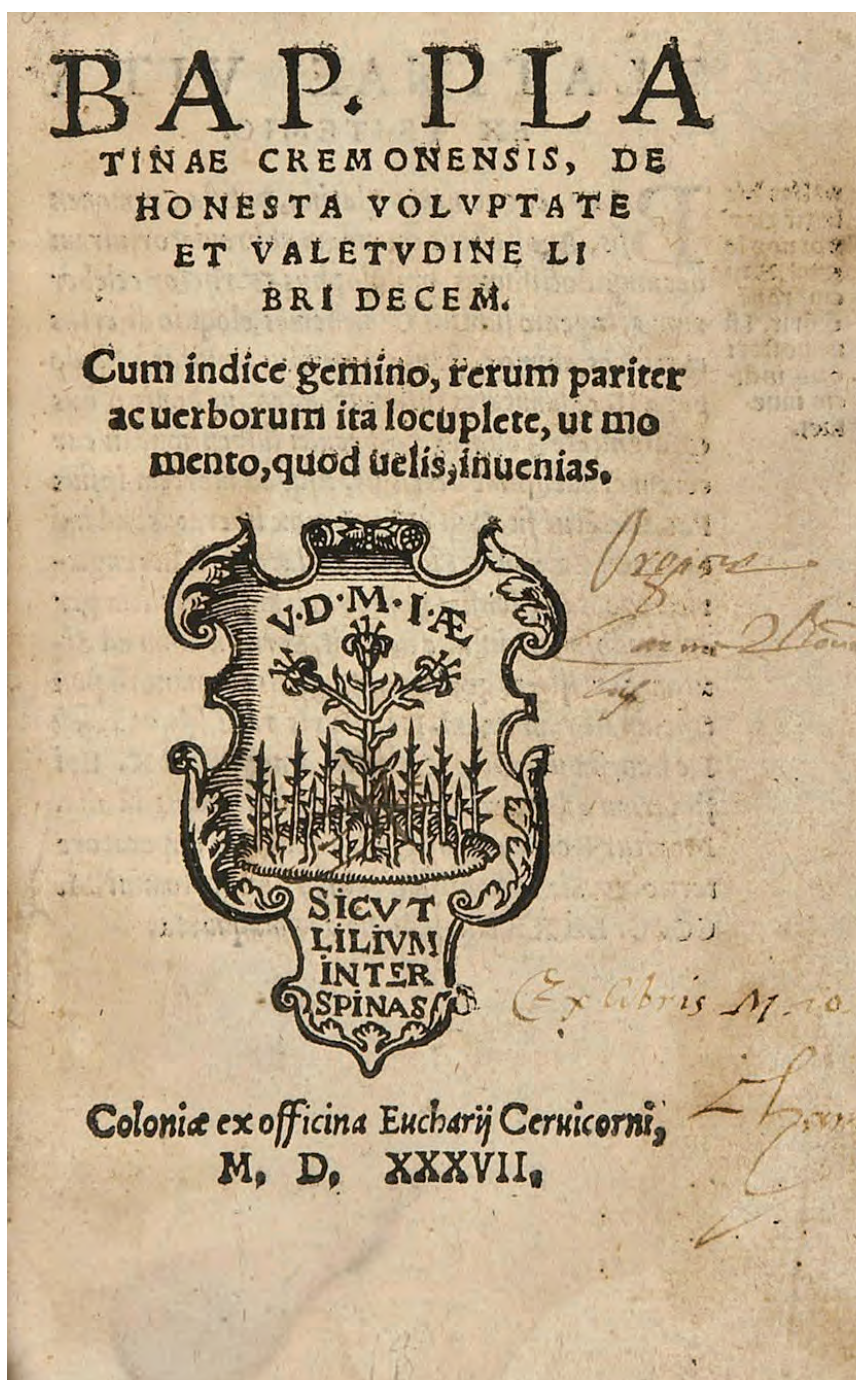 BAP. PLA
TINAE CREMONENSIS, DE
HONESTA VOLVPTATE
ET VALETVDINE LI
BRI DECEM.
Cum indice gemino, rerum pariter
ac uerborum ita locuplete, ut mo
mento, quod uelis, inuenias.
V·D·M·I·Æ
SICVT
LILIVM
INTER
SPINAS
Ex libris M. io
Coloniæ ex officina Eucharij Ceruicorni,
M. D. XXXVII.